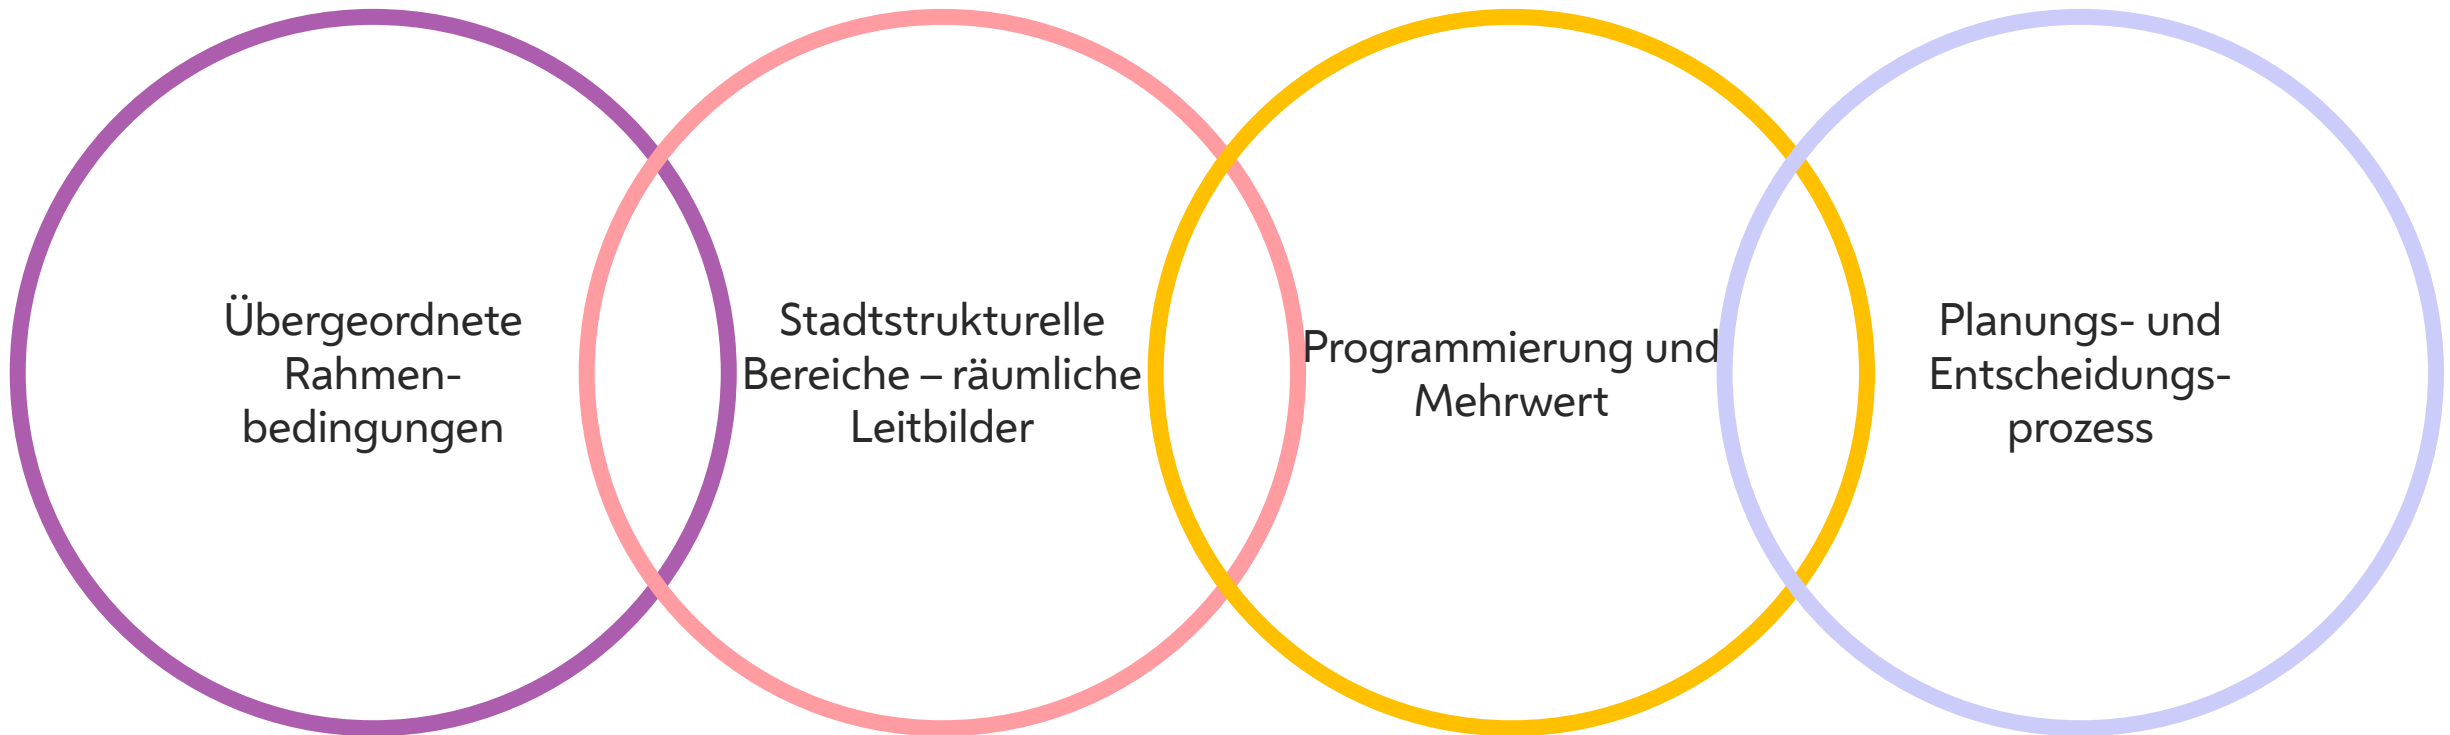 Übergeordnete
Rahmen-
bedingungen
Stadtstrukturelle
Bereiche – räumliche
Leitbilder
Programmierung und
Mehrwert
Planungs- und
Entscheidungs-
prozess